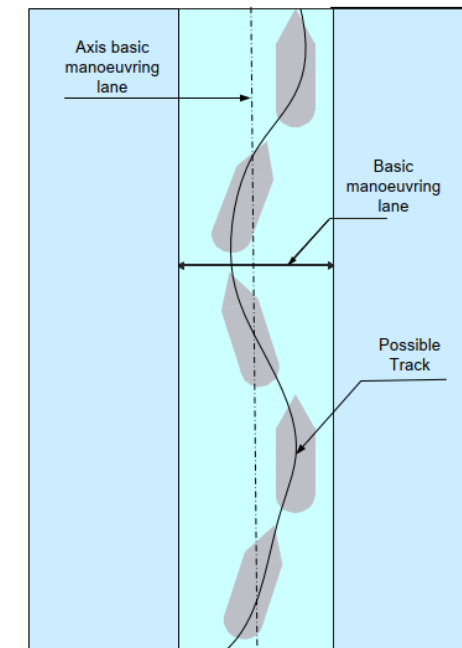 Axis basic
manoeuvring
lane
Basic
manoeuvring
lane
Possible
Track